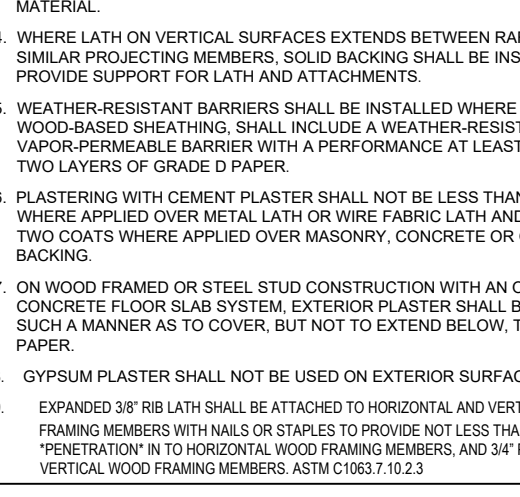 MATERIAL.
4. WHERE LATH ON VERTICAL SURFACES EXTENDS BETWEEN
SIMILAR PROJECTING MEMBERS, SOLID BACKING SHALL BE
PROVIDE SUPPORT FOR LATH AND ATTACHMENTS.
5. WEATHER-RESISTANT BARRIERS SHALL BE INSTALLED WHERE
WOOD-BASED SHEATHING, SHALL INCLUDE A
VAPOR-PERMEABLE BARRIER WITH A PERFORMANCE AT LEAST
TWO LAYERS OF GRADE D PAPER.
6. PLASTERING WITH CEMENT PLASTER SHALL NOT BE LESS THAN
WHERE APPLIED OVER METAL LATH OR WIRE FABRIC LATH AND
TWO COATS WHERE APPLIED OVER MASONRY, CONCRETE OR
BACKING.
7. ON WOOD FRAMED OR STEEL STUD CONSTRUCTION WITH AN
CONCRETE FLOOR SLAB SYSTEM, EXTERIOR PLASTER SHALL
SUCH A MANNER AS TO COVER, BUT NOT TO EXTEND BELOW,
PAPER.
GYPSUM PLASTER SHALL NOT BE USED ON EXTERIOR
EXPANDED 3/8" RIB LATH SHALL BE ATTACHED TO HORIZONTAL AND
FRAMING MEMBERS WITH NAILS OR STAPLES TO PROVIDE NOT LESS
*PENETRATION* IN TO HORIZONTAL WOOD FRAMING MEMBERS, AND 3/4"
VERTICAL WOOD FRAMING MEMBERS. ASTM C1063.7.10.2.3